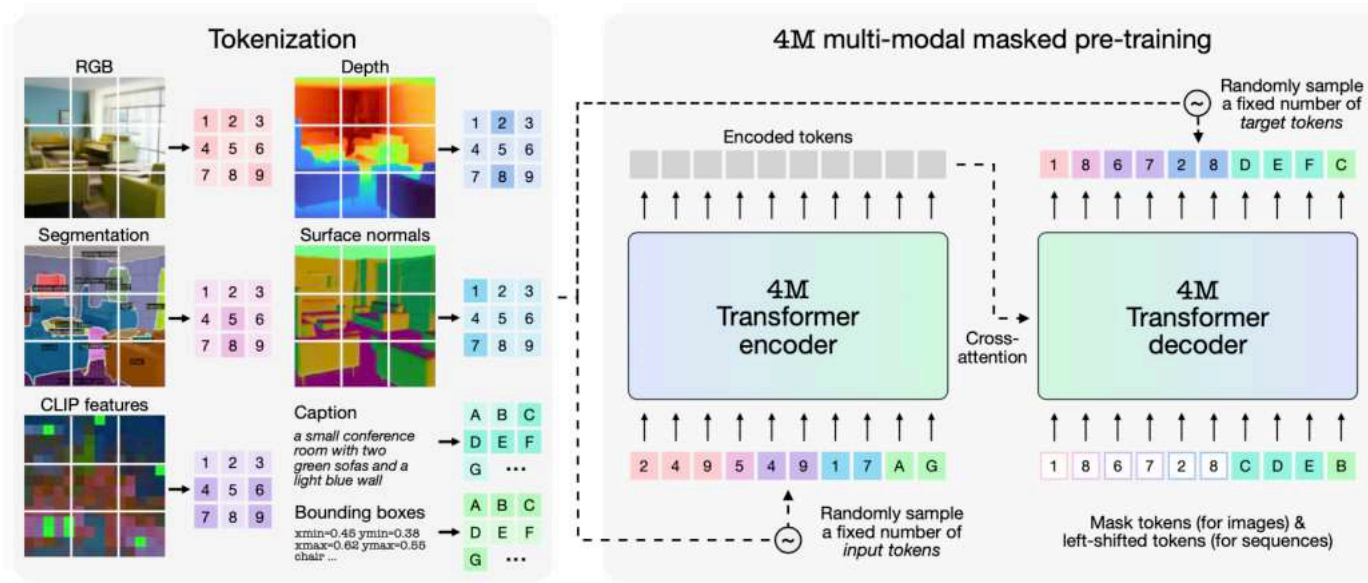 Tokenization
RGB
Depth
1 2 3
4 5 6
7 8 9
1 2 3
4 5 6
7 8 9
Segmentation
Surface normals
1 2 3
4 5 6
7 8 9
1 2 3
4 5 6
7 8 9
CLIP features
1 2 3
4 5 6
7 8 9
Caption
a small conference
room with two
green sofas and a
light blue wall
A B C
D E F
G ...
Bounding boxes
xmin=0.45 ymin=0.38
xmax=0.62 ymax=0.55
chair ...
A B C
D E F
G ...
4M multi-modal masked pre-training
Randomly sample
a fixed number of
target tokens
~
Encoded tokens
1 8 6 7 2 8 D E F C
4M
Transformer
encoder
Cross-
attention
4M
Transformer
decoder
2 4 9 5 4 9 1 7 A G
1 8 6 7 2 8 C D E B
~
Randomly sample
a fixed number of
input tokens
Mask tokens (for images) &
left-shifted tokens (for sequences)